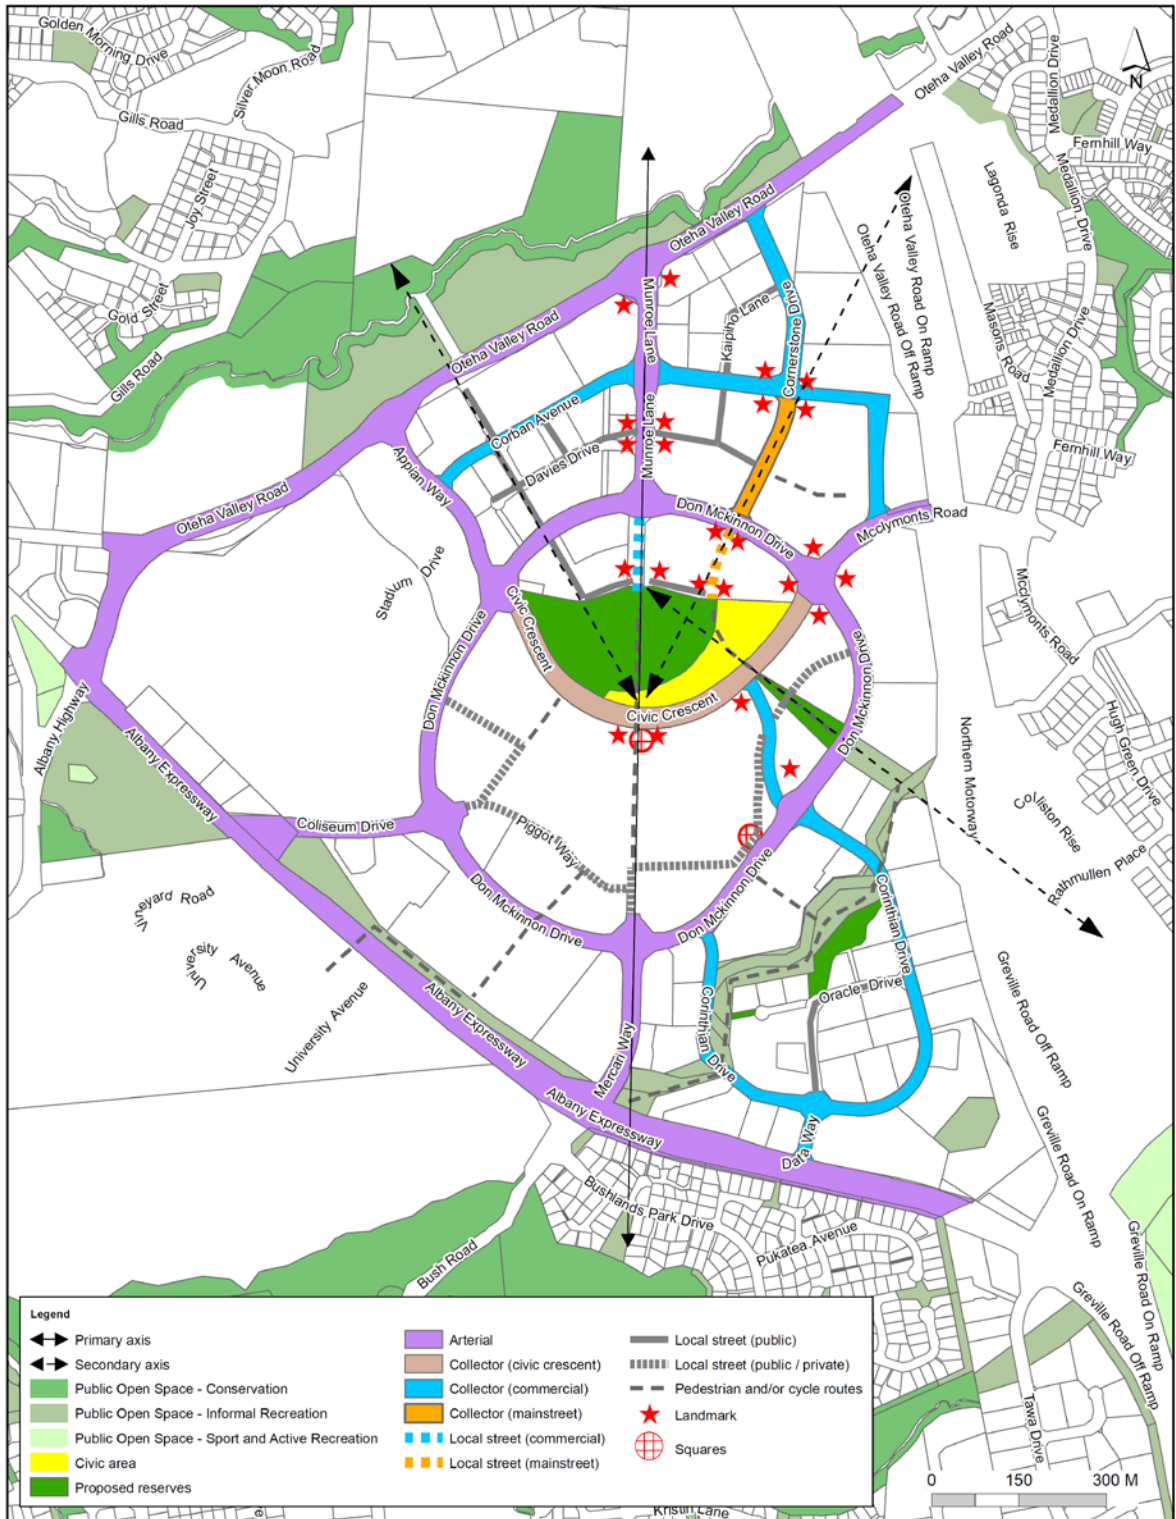 Golden Morning Drive
Silver Moon Road
Gills Road
Joy Street
Gold Street
Gills Road
Oteha Valley Road
Medallion Drive
Fernhill Way
Medallion Drive
Lagonda Rise
N
Oteha Valley Road
Oteha Valley Road On Ramp
Oteha Valley Road Off Ramp
Masons Road
Medallion Drive
Fernhill Way
Munroe Lane
Kaipiho Lane
Cornerstone Drive
Oteha Valley Road
Corban Avenue
Munroe Lane
Davies Drive
Appian Way
Oteha Valley Road
Don Mckinnon Drive
Mcclymonts Road
Stadium Drive
Mcclymonts Road
Civic Crescent
Don Mckinnon Drive
Don Mckinnon Drive
Civic Crescent
Albany Highway
Albany Expressway
Don Mckinnon Drive
Northern Motorway
Hugh Green Drive
Colliston Rise
Coliseum Drive
Piggot Way
Rathmullen Place
Don Mckinnon Drive
Don Mckinnon Drive
Corinthian Drive
Vineyard Road
University Avenue
University Avenue
Albany Expressway
Oracle Drive
Corinthian Drive
Mercari Way
Greville Road Off Ramp
Albany Expressway
Data Way
Greville Road On Ramp
Bushlands Park Drive
Pukatea Avenue
Bush Road
Greville Road On Ramp
Greville Road Off Ramp
Tawa Drive
Kristin Lane
Legend
Primary axis
Secondary axis
Public Open Space - Conservation
Public Open Space - Informal Recreation
Public Open Space - Sport and Active Recreation
Civic area
Proposed reserves
Arterial
Collector (civic crescent)
Collector (commercial)
Collector (mainstreet)
Local street (commercial)
Local street (mainstreet)
Local street (public)
Local street (public / private)
Pedestrian and/or cycle routes
Landmark
Squares
0 150 300 M